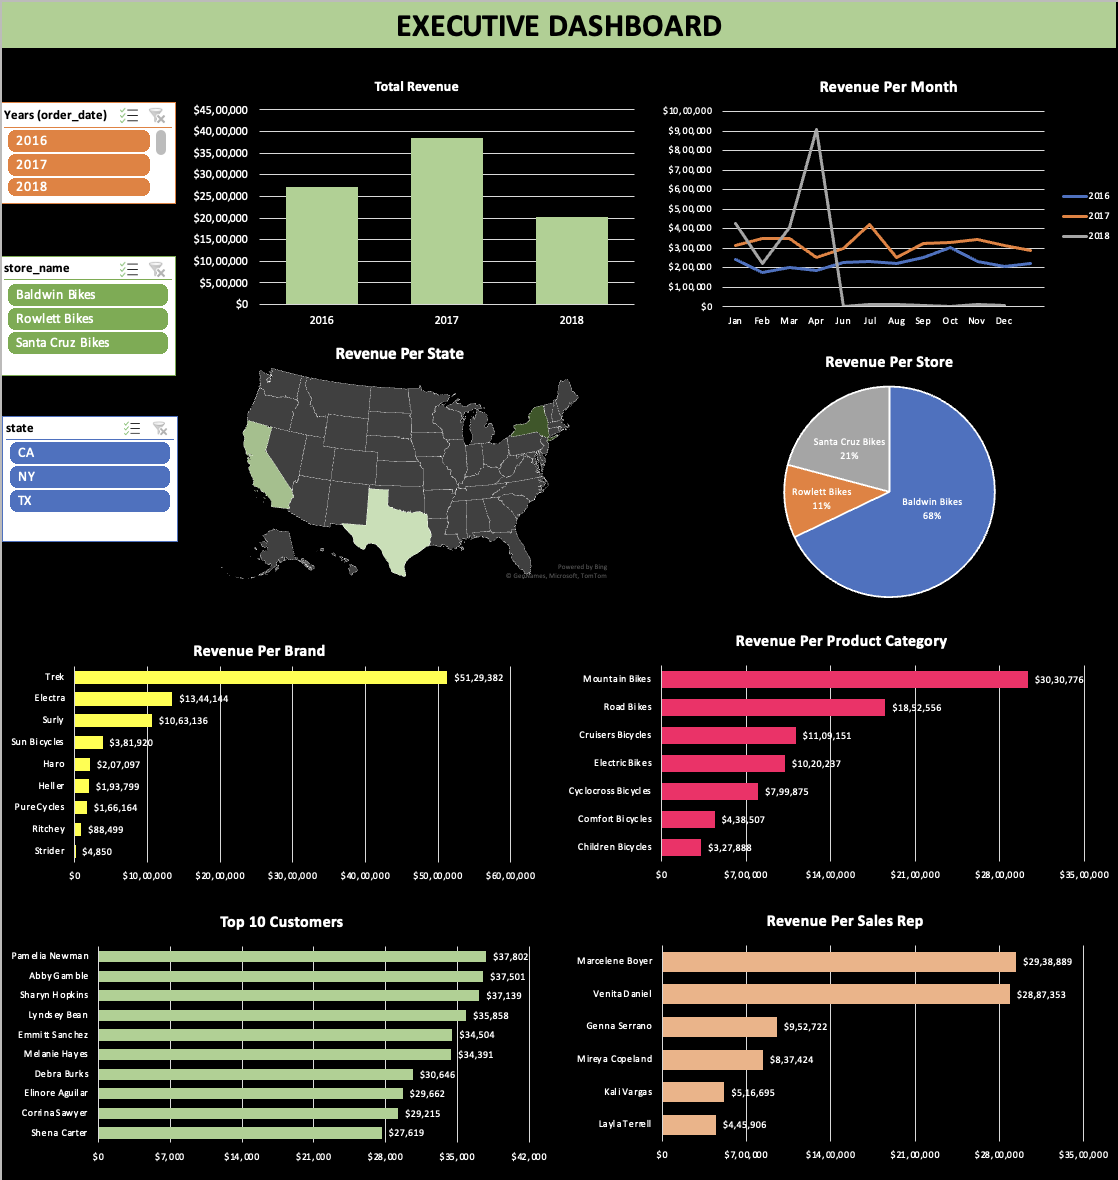 EXECUTIVE DASHBOARD
Years (order_date)
2016
2017
2018
store_name
Baldwin Bikes
Rowlett Bikes
Santa Cruz Bikes
state
CA
NY
TX
Total Revenue
$45,00,000
$40,00,000
$35,00,000
$30,00,000
$25,00,000
$20,00,000
$15,00,000
$10,00,000
$5,00,000
$0
2016 2017 2018
Revenue Per Month
$10,00,000
$9,00,000
$8,00,000
$7,00,000
$6,00,000
$5,00,000
$4,00,000
$3,00,000
$2,00,000
$1,00,000
$0
Jan Feb Mar Apr Jun Jul Aug Sep Oct Nov Dec
2016
2017
2018
Revenue Per State
Powered by Bing
© GeoNames, Microsoft, TomTom
Revenue Per Store
Santa Cruz Bikes
21%
Rowlett Bikes
11%
Baldwin Bikes
68%
Revenue Per Brand
Trek $51,29,382
Electra $13,44,144
Surly $10,63,136
Sun Bicycles $3,81,920
Haro $2,07,097
Heller $1,93,799
Pure Cycles $1,66,164
Ritchey $88,499
Strider $4,850
$0 $10,00,000 $20,00,000 $30,00,000 $40,00,000 $50,00,000 $60,00,000
Revenue Per Product Category
Mountain Bikes $30,30,776
Road Bikes $18,52,556
Cruisers Bicycles $11,09,151
Electric Bikes $10,20,237
Cyclocross Bicycles $7,99,875
Comfort Bicycles $4,38,507
Children Bicycles $3,27,888
$0 $7,00,000 $14,00,000 $21,00,000 $28,00,000 $35,00,000
Top 10 Customers
Pamelia Newman $37,802
Abby Gamble $37,501
Sharyn Hopkins $37,139
Lyndsey Bean $35,858
Emmitt Sanchez $34,504
Melanie Hayes $34,391
Debra Burks $30,646
Elinore Aguilar $29,662
Corrina Sawyer $29,215
Shena Carter $27,619
$0 $7,000 $14,000 $21,000 $28,000 $35,000 $42,000
Revenue Per Sales Rep
Marcelene Boyer $29,38,889
Venita Daniel $28,87,353
Genna Serrano $9,52,722
Mireya Copeland $8,37,424
Kali Vargas $5,16,695
Layla Terrell $4,45,906
$0 $7,00,000 $14,00,000 $21,00,000 $28,00,000 $35,00,000